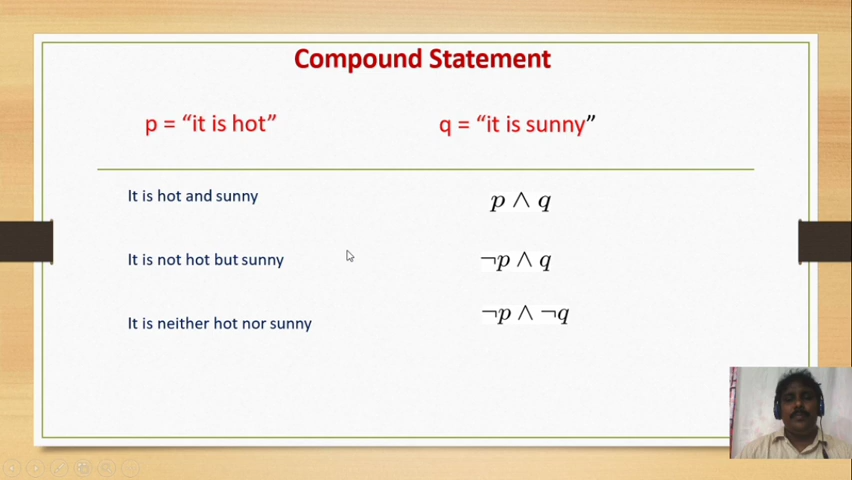 Compound Statement
p = “it is hot”
q = “it is sunny”
It is hot and sunny
p ∧ q
It is not hot but sunny
¬p ∧ q
It is neither hot nor sunny
¬p ∧ ¬q